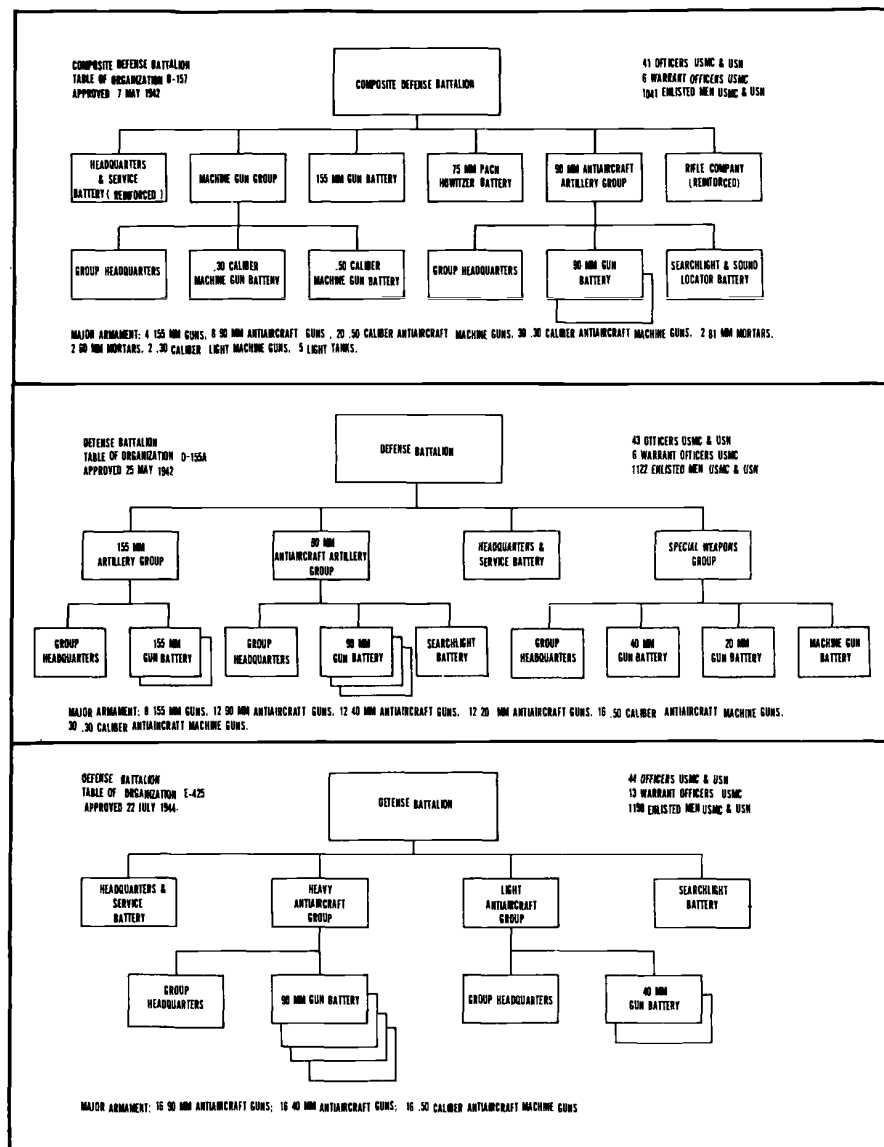 COMPOSITE DEFENSE BATTALION
TABLE OF ORGANIZATION D-157
APPROVED 7 MAY 1942
COMPOSITE DEFENSE BATTALION
41 OFFICERS USMC & USN
6 WARRANT OFFICERS USMC
1041 ENLISTED MEN USMC & USN
HEADQUARTERS
& SERVICE
BATTERY ( REINFORCED )
MACHINE GUN GROUP
155 MM GUN BATTERY
75 MM PACK
HOWITZER BATTERY
90 MM ANTIAIRCRAFT
ARTILLERY GROUP
RIFLE COMPANY
(REINFORCED)
GROUP HEADQUARTERS
.30 CALIBER
MACHINE GUN BATTERY
.50 CALIBER
MACHINE GUN BATTERY
GROUP HEADQUARTERS
90 MM GUN
BATTERY
SEARCHLIGHT & SOUND
LOCATOR BATTERY
MAJOR ARMAMENT: 4 155 MM GUNS, 8 90 MM ANTIAIRCRAFT GUNS , 20 .50 CALIBER ANTIAIRCRAFT MACHINE GUNS, 30 .30 CALIBER ANTIAIRCRAFT MACHINE GUNS, 2 81 MM MORTARS,
2 60 MM MORTARS, 2 .30 CALIBER LIGHT MACHINE GUNS, 5 LIGHT TANKS.
DEFENSE BATTALION
TABLE OF ORGANIZATION D-155A
APPROVED 25 MAY 1942
DEFENSE BATTALION
43 OFFICERS USMC & USN
6 WARRANT OFFICERS USMC
1122 ENLISTED MEN USMC & USN
155 MM
ARTILLERY GROUP
90 MM
ANTIAIRCRAFT ARTILLERY
GROUP
HEADQUARTERS &
SERVICE BATTERY
SPECIAL WEAPONS
GROUP
GROUP
HEADQUARTERS
155 MM
GUN BATTERY
GROUP
HEADQUARTERS
90 MM
GUN BATTERY
SEARCHLIGHT
BATTERY
GROUP
HEADQUARTERS
40 MM
GUN BATTERY
20 MM
GUN BATTERY
MACHINE GUN
BATTERY
MAJOR ARMAMENT: 8 155 MM GUNS, 12 90 MM ANTIAIRCRAFT GUNS, 12 40 MM ANTIAIRCRAFT GUNS, 12 20 MM ANTIAIRCRAFT GUNS, 16 .50 CALIBER ANTIAIRCRAFT MACHINE GUNS,
30 .30 CALIBER ANTIAIRCRAFT MACHINE GUNS.
DEFENSE BATTALION
TABLE OF ORGANIZATION E-425
APPROVED 22 JULY 1944
DEFENSE BATTALION
44 OFFICERS USMC & USN
13 WARRANT OFFICERS USMC
1198 ENLISTED MEN USMC & USN
HEADQUARTERS &
SERVICE
BATTERY
HEAVY
ANTIAIRCRAFT
GROUP
LIGHT
ANTIAIRCRAFT
GROUP
SEARCHLIGHT
BATTERY
GROUP
HEADQUARTERS
90 MM GUN BATTERY
GROUP HEADQUARTERS
40 MM
GUN BATTERY
MAJOR ARMAMENT: 16 90 MM ANTIAIRCRAFT GUNS; 16 40 MM ANTIAIRCRAFT GUNS; 16 .50 CALIBER ANTIAIRCRAFT MACHINE GUNS